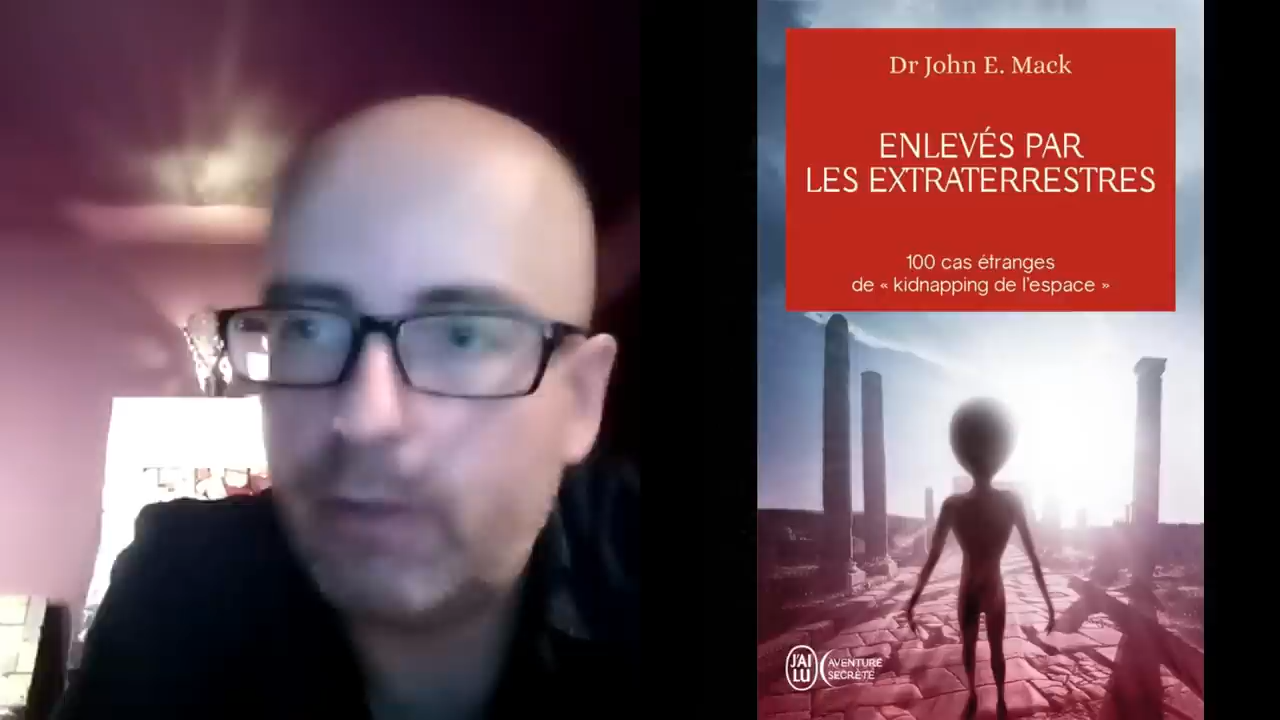 Dr John E. Mack
ENLEVÉS PAR
LES EXTRATERRESTRES
100 cas étranges
de « kidnapping de l'espace »
J'AI
LU
AVENTURE
SECRÈTE